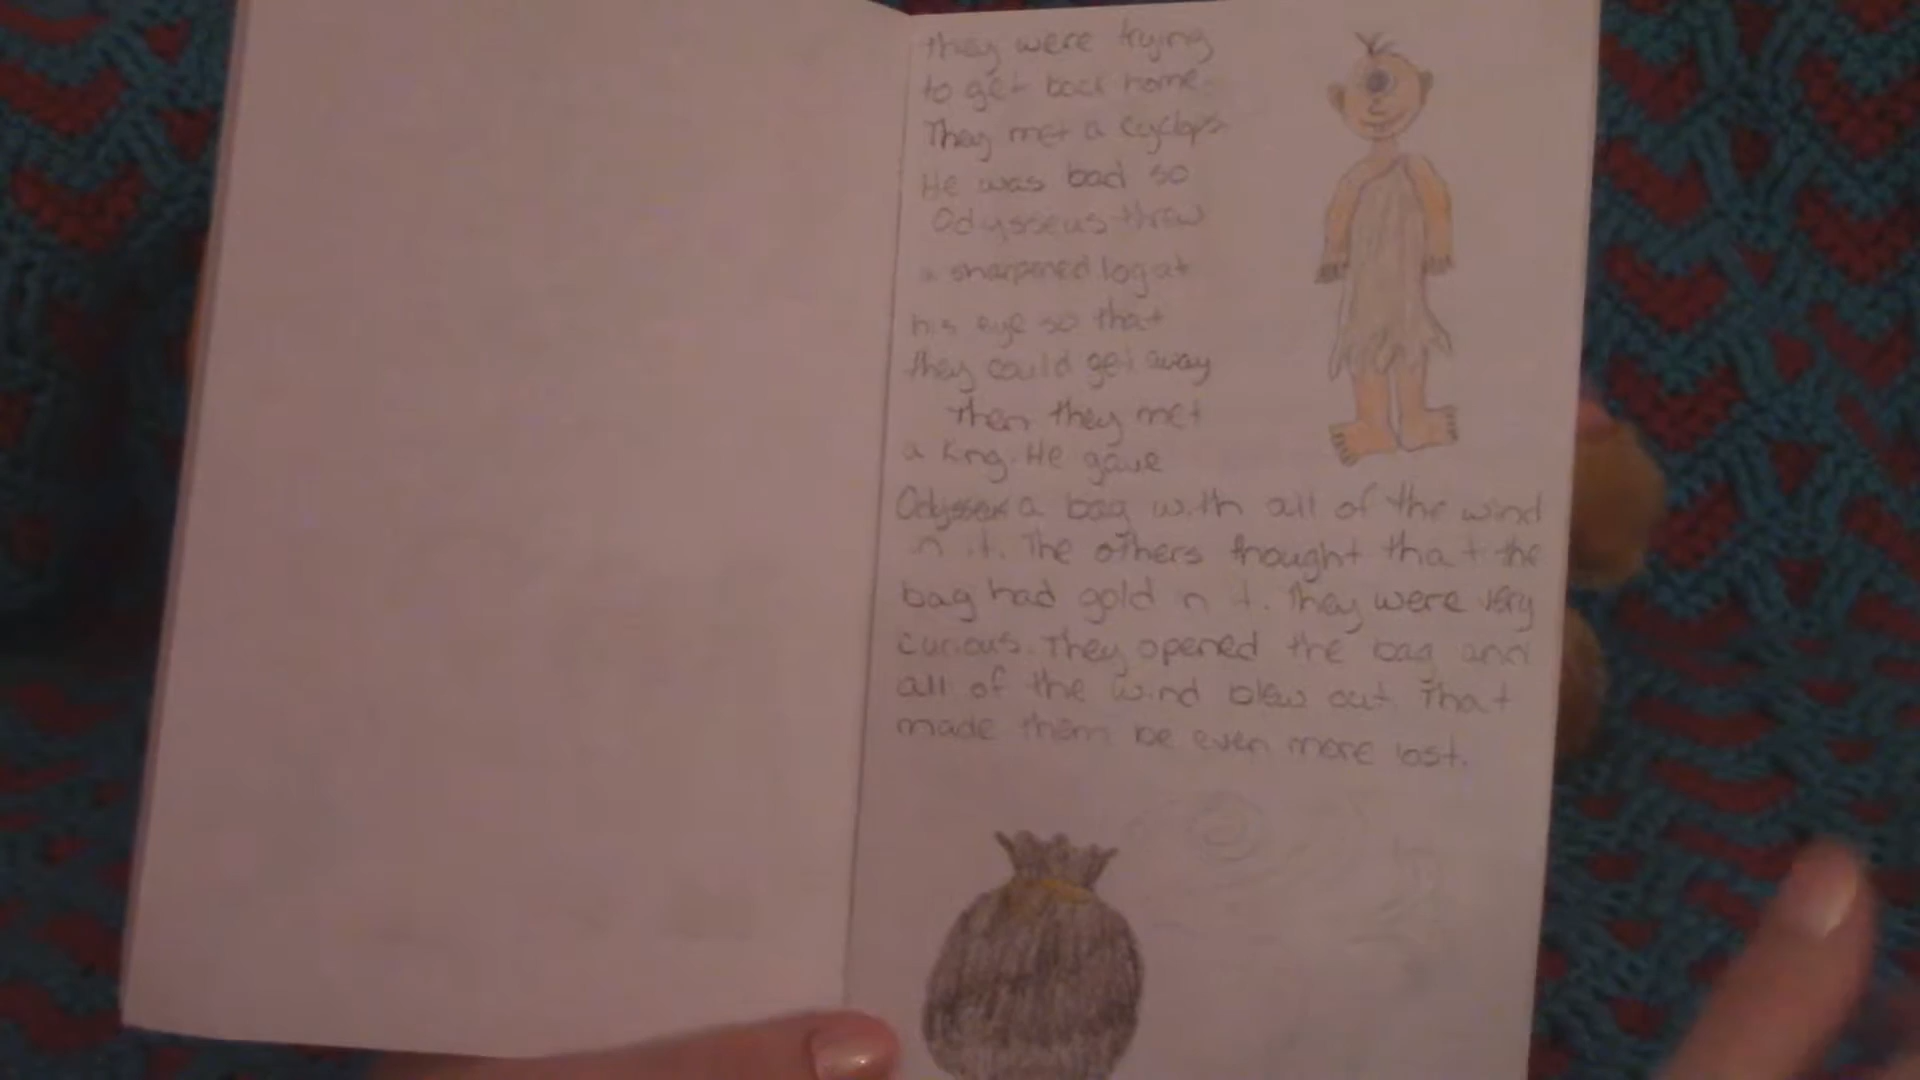 they were trying
to get back home.
They met a cyclops
He was bad so
Odysseus threw
a sharpened log at
his eye so that
they could get away
Then they met
a King. He gave
a bag with all of the wind
in it. The others thought that the
bag had gold in it. They were very
curious. They opened the bag and
all of the wind blew out. That
made them be even more lost.